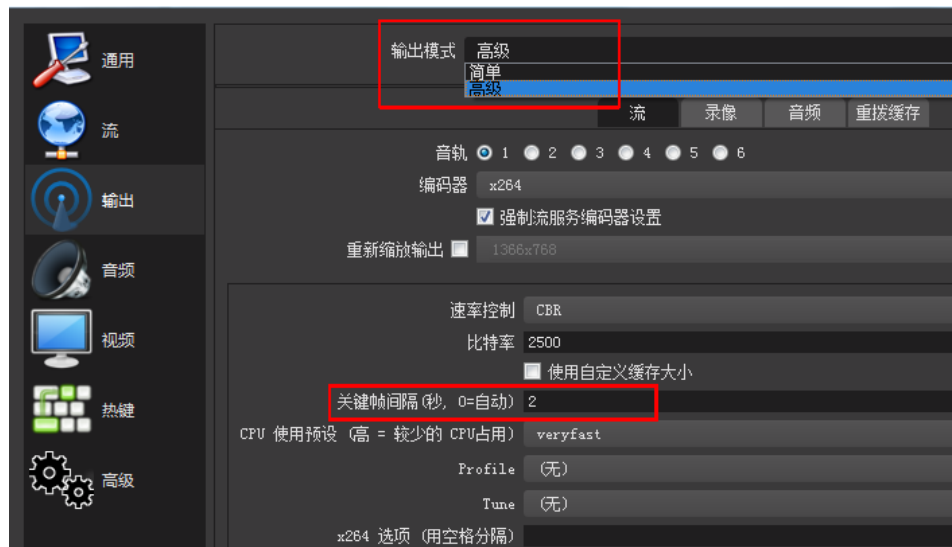 通用
流
输出
音频
视频
热键
高级
输出模式 高级
简单
高级
流 录像 音频 重拨缓存
音轨 1 2 3 4 5 6
编码器 x264
强制流服务编码器设置
重新缩放输出 1366x768
速率控制 CBR
比特率 2500
使用自定义缓存大小
关键帧间隔(秒, 0=自动) 2
CPU 使用预设 (高 = 较少的 CPU占用) veryfast
Profile (无)
Tune (无)
x264 选项 (用空格分隔)